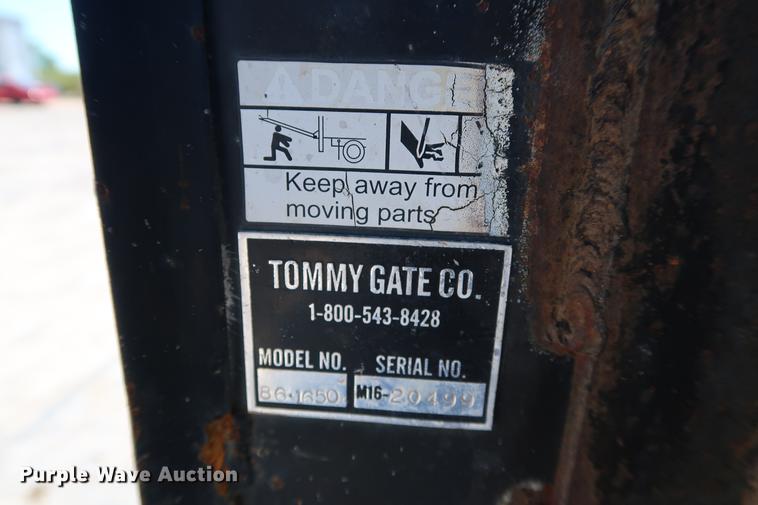 ⚠ DANGE
Keep away from
moving parts
TOMMY GATE CO.
1-800-543-8428
MODEL NO. SERIAL NO.
86-1650 M16-20499
Purple Wave Auction